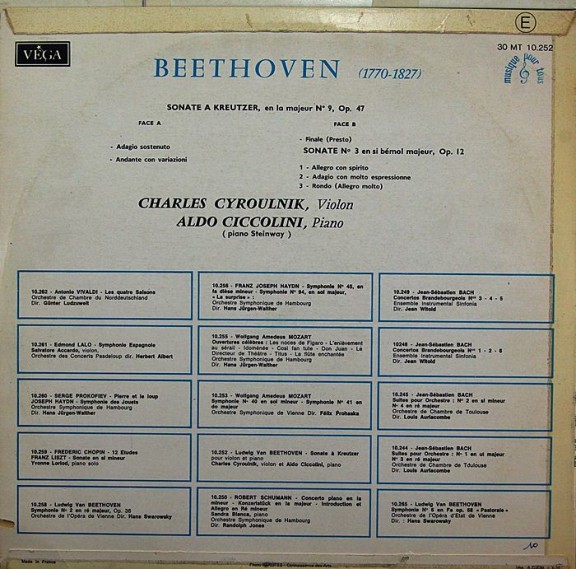 E
VÉGA
30 MT 10.252
musique pour tous
BEETHOVEN (1770-1827)
SONATE A KREUTZER, en la majeur N° 9, Op. 47
FACE A
- Adagio sostenuto
- Andante con variazioni
FACE B
- Finale (Presto)
SONATE N° 3 en si bémol majeur, Op. 12
1 - Allegro con spirito
2 - Adagio con molto espressionne
3 - Rondo (Allegro molto)
CHARLES CYROULNIK, Violon
ALDO CICCOLINI, Piano
( piano Steinway )
10.262 - Antonio VIVALDI - Les quatre Saisons
Orchestre de Chambre du Norddeutschland
Dir. Günter Ludzuweit
10.256 - FRANZ JOSEPH HAYDN - Symphonie N° 45, en
fa dièse mineur - Symphonie N° 94, en sol majeur,
« La surprise » :
Orchestre Symphonique de Hambourg
Dir. Hans Jürgen-Walther
10.249 - Jean-Sébastien BACH
Concertos Brandebourgeois Nos 3 - 4 - 5
Ensemble Instrumental Sinfonia
Dir. Jean Witold
10.261 - Edmond LALO - Symphonie Espagnole
Salvatore Accardo, violon,
Orchestre des Concerts Pasdeloup dir. Herbert Albert
10.255 - Wolfgang Amadeus MOZART
Ouvertures célèbres : Les noces de Figaro - L'enlèvement
au sérail - Idoménée - Cosi fan tute - Don Juan - Le
Directeur de Théâtre - Titus - La flûte enchantée
Orchestre Symphonique de Hambourg
Dir. Hans Jürgen-Walther
10246 - Jean-Sébastien BACH
Concertos Brandebourgeois Nos 1 - 2 - 6
Ensemble Instrumental Sinfonia
Dir. Jean Witold
10.260 - SERGE PROKOFIEV - Pierre et le loup
JOSEPH HAYDN - Symphonie des Jouets
Orchestre Symphonique de Hambourg
Dir. Hans Jürgen-Walther
10.253 - Wolfgang Amadeus MOZART
Symphonie N° 40 en sol mineur - Symphonie N° 41 en
do majeur
Orchestre Symphonique de Vienne Dir. Félix Prohaska
10.245 - Jean-Sébastien BACH
Suites pour Orchestre : N° 2 en si mineur
N° 4 en ré majeur
Orchestre de Chambre de Toulouse
Dir. Louis Auriacombe
10.259 - FREDERIC CHOPIN - 12 Etudes
FRANZ LISZT - Sonate en si mineur
Yvonne Loriod, piano solo
10.252 - Ludwig Van BEETHOVEN - Sonate à Kreutzer
pour violon et piano
Charles Cyroulnik, violon et Aldo Ciccolini, piano
10.244 - Jean-Sébastien BACH
Suites pour Orchestre : N° 1 en ut majeur
N° 3 en ré majeur
Orchestre de Chambre de Toulouse
Dir. Louis Auriacombe
10.258 - Ludwig Van BEETHOVEN
Symphonie N° 2 en ré majeur, Op. 36
Orchestre de l'Opéra de Vienne Dir. Hans Swarowsky
10.250 - ROBERT SCHUMANN - Concerto piano en la
mineur - Konzertstück en la majeur - Introduction et
Allegro en Ré mineur
Sandra Bianca, piano
Orchestre Symphonique de Hambourg
Dir. Randolph Jones
10.265 - Ludwig Van BEETHOVEN
Symphonie N° 6 en Fa op. 68 « Pastorale »
Orchestre de l'Opéra d'Etat de Vienne
Dir. : Hans Swarowsky
Made in France